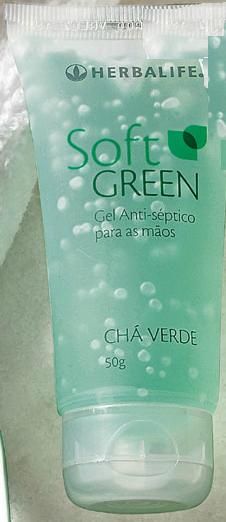 HERBALIFE.
Soft
GREEN
Gel Anti-séptico
para as mãos
CHÁ VERDE
50g